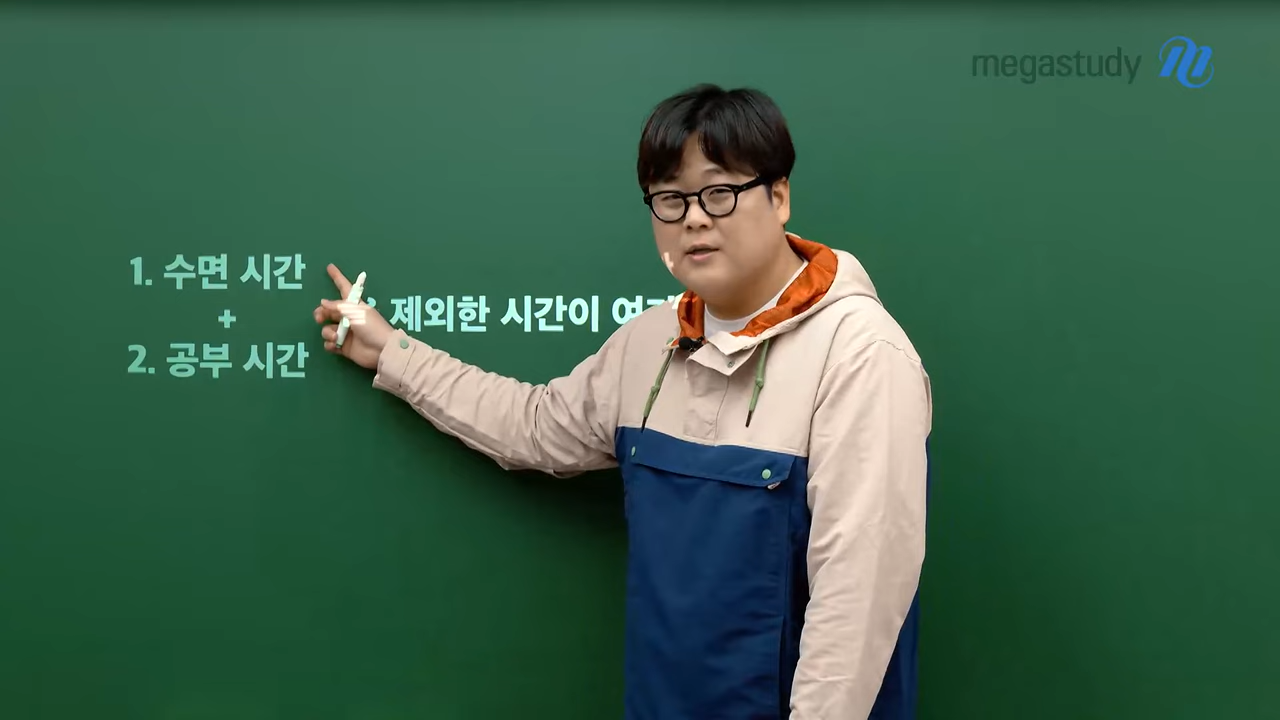 megastudy
1. 수면 시간
+
제외한 시간이
2. 공부 시간